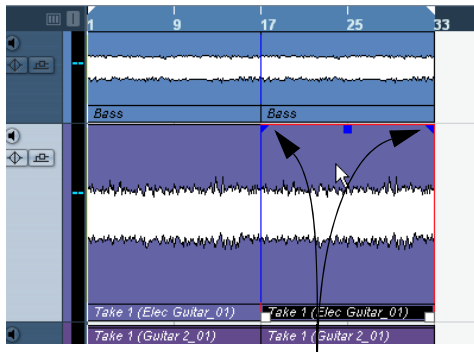 1 9 17 25 33
Bass Bass
Take 1 (Elec Guitar_01) Take 1 (Elec Guitar_01)
Take 1 (Guitar 2_01) Take 1 (Guitar 2_01)